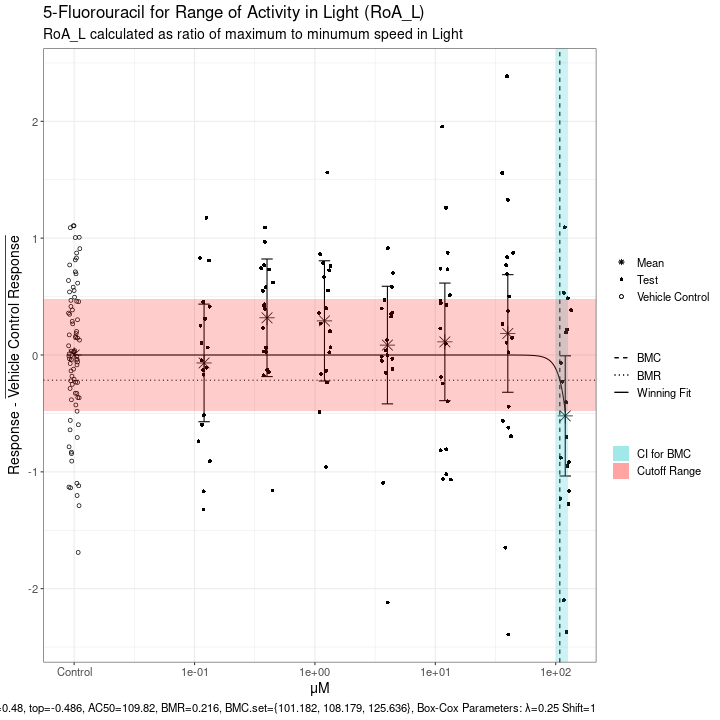 5-Fluorouracil for Range of Activity in Light (RoA_L)
RoA_L calculated as ratio of maximum to minumum speed in Light
Response - Vehicle Control Response
2
1
0
-1
-2
Control
1e-01
1e+00
1e+01
1e+02
μM
Mean
Test
Vehicle Control
BMC
BMR
Winning Fit
CI for BMC
Cutoff Range
=0.48, top=-0.486, AC50=109.82, BMR=0.216, BMC.set={101.182, 108.179, 125.636}, Box-Cox Parameters: λ=0.25 Shift=1